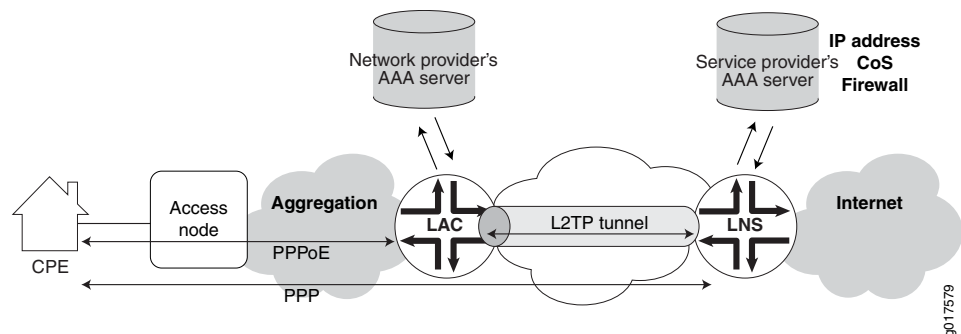 Network provider's
AAA server
Service provider's
AAA server
IP address
CoS
Firewall
Access
node
Aggregation
LAC
L2TP tunnel
LNS
Internet
PPPoE
CPE
PPP
g017579